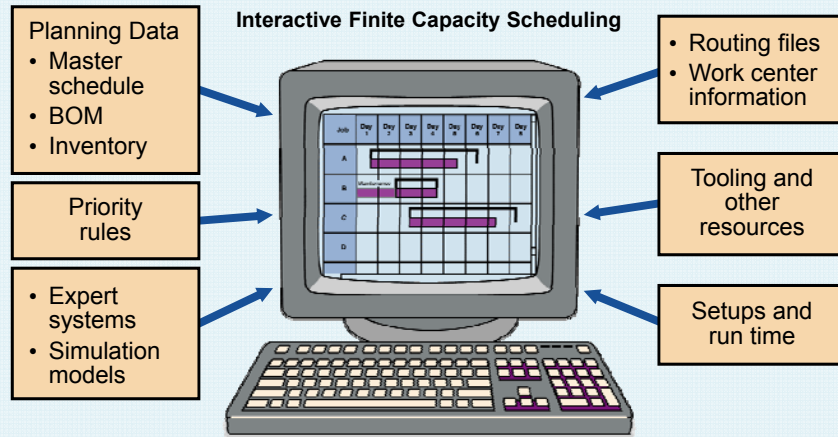 Interactive Finite Capacity Scheduling
Planning Data
• Master
schedule
• BOM
• Inventory
Priority
rules
• Expert
systems
• Simulation
models
Job Day 1 Day 2 Day 3 Day 4 Day 5 Day 6 Day 7 Day 8
A
B
Maintenance
C
D
• Routing files
• Work center
information
Tooling and
other
resources
Setups and
run time